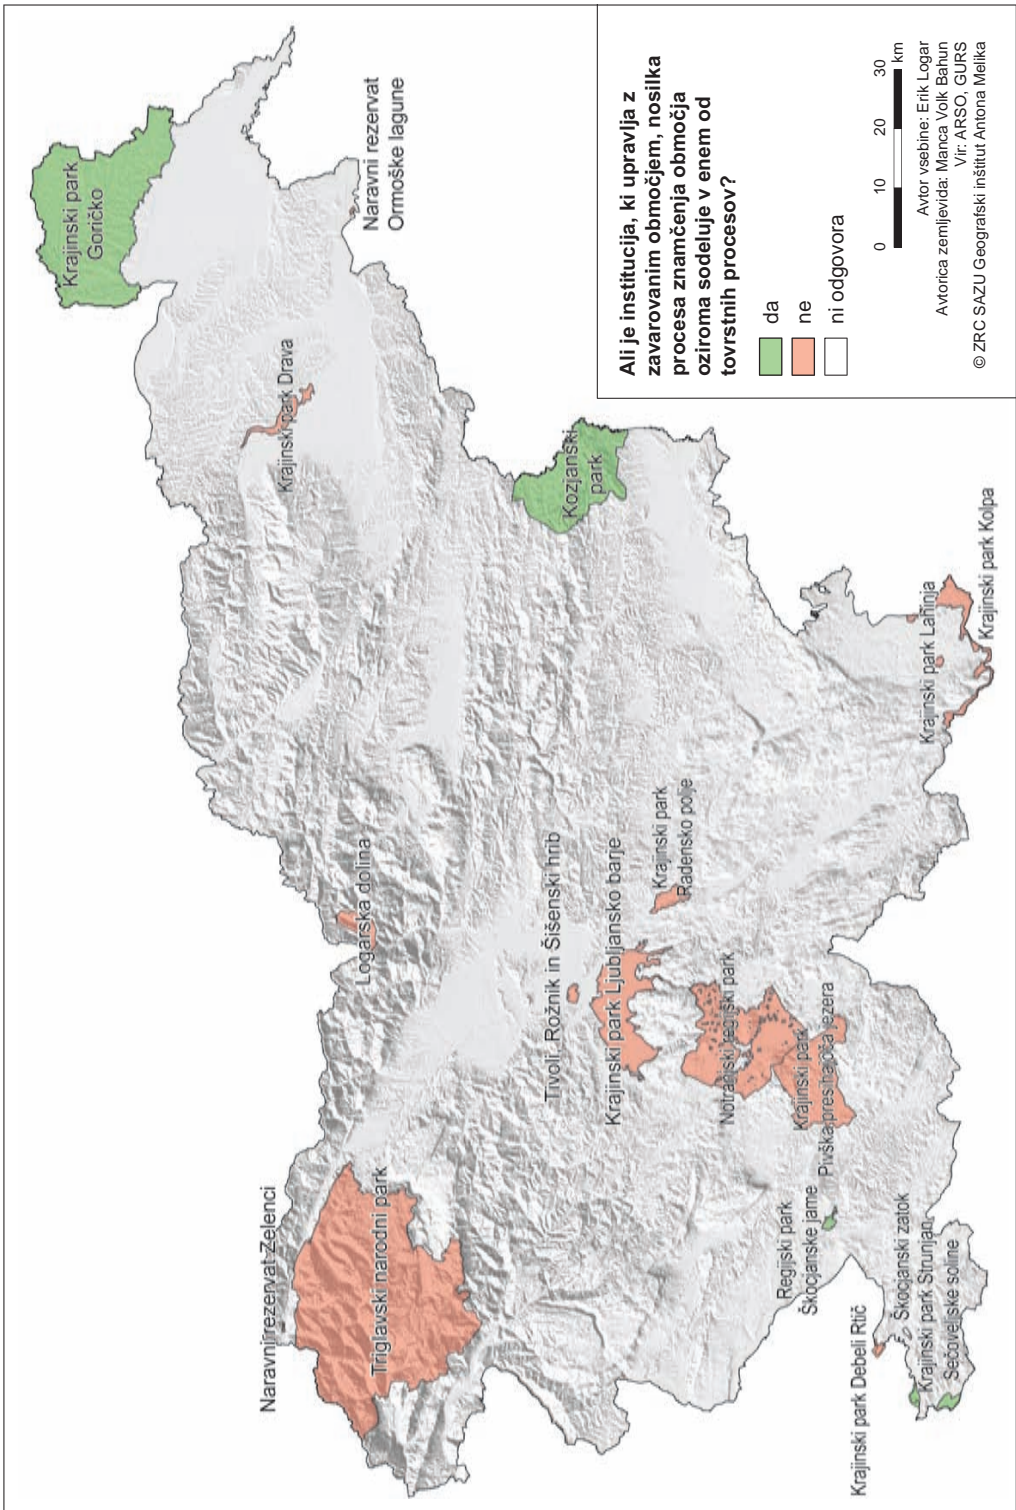 Krajinski park
Goričko
Naravni rezervat
Ormoške lagune
Krajinski park Drava
Kozjanski
park
Logarska dolina
Naravni rezervat Zelenci
Triglavski narodni park
Tivoli, Rožnik in Šišenski hrib
Krajinski park Ljubljansko barje
Krajinski park
Radensko polje
Notranjski regijski park
Krajinski park
Pivška presihajoča jezera
Regijski park
Škocjanske jame
Krajinski park Debeli Rtič
Škocjanski zatok
Krajinski park Strunjan
Sečoveljske soline
Krajinski park Lahinja
Krajinski park Kolpa
Ali je institucija, ki upravlja z
zavarovanim območjem, nosilka
procesa znamčenja območja
oziroma sodeluje v enem od
tovrstnih procesov?
da
ne
ni odgovora
0 10 20 30
km
Avtor vsebine: Erik Logar
Avtorica zemljevida: Manca Volk Bahun
Vir: ARSO, GURS
© ZRC SAZU Geografski inštitut Antona Melika